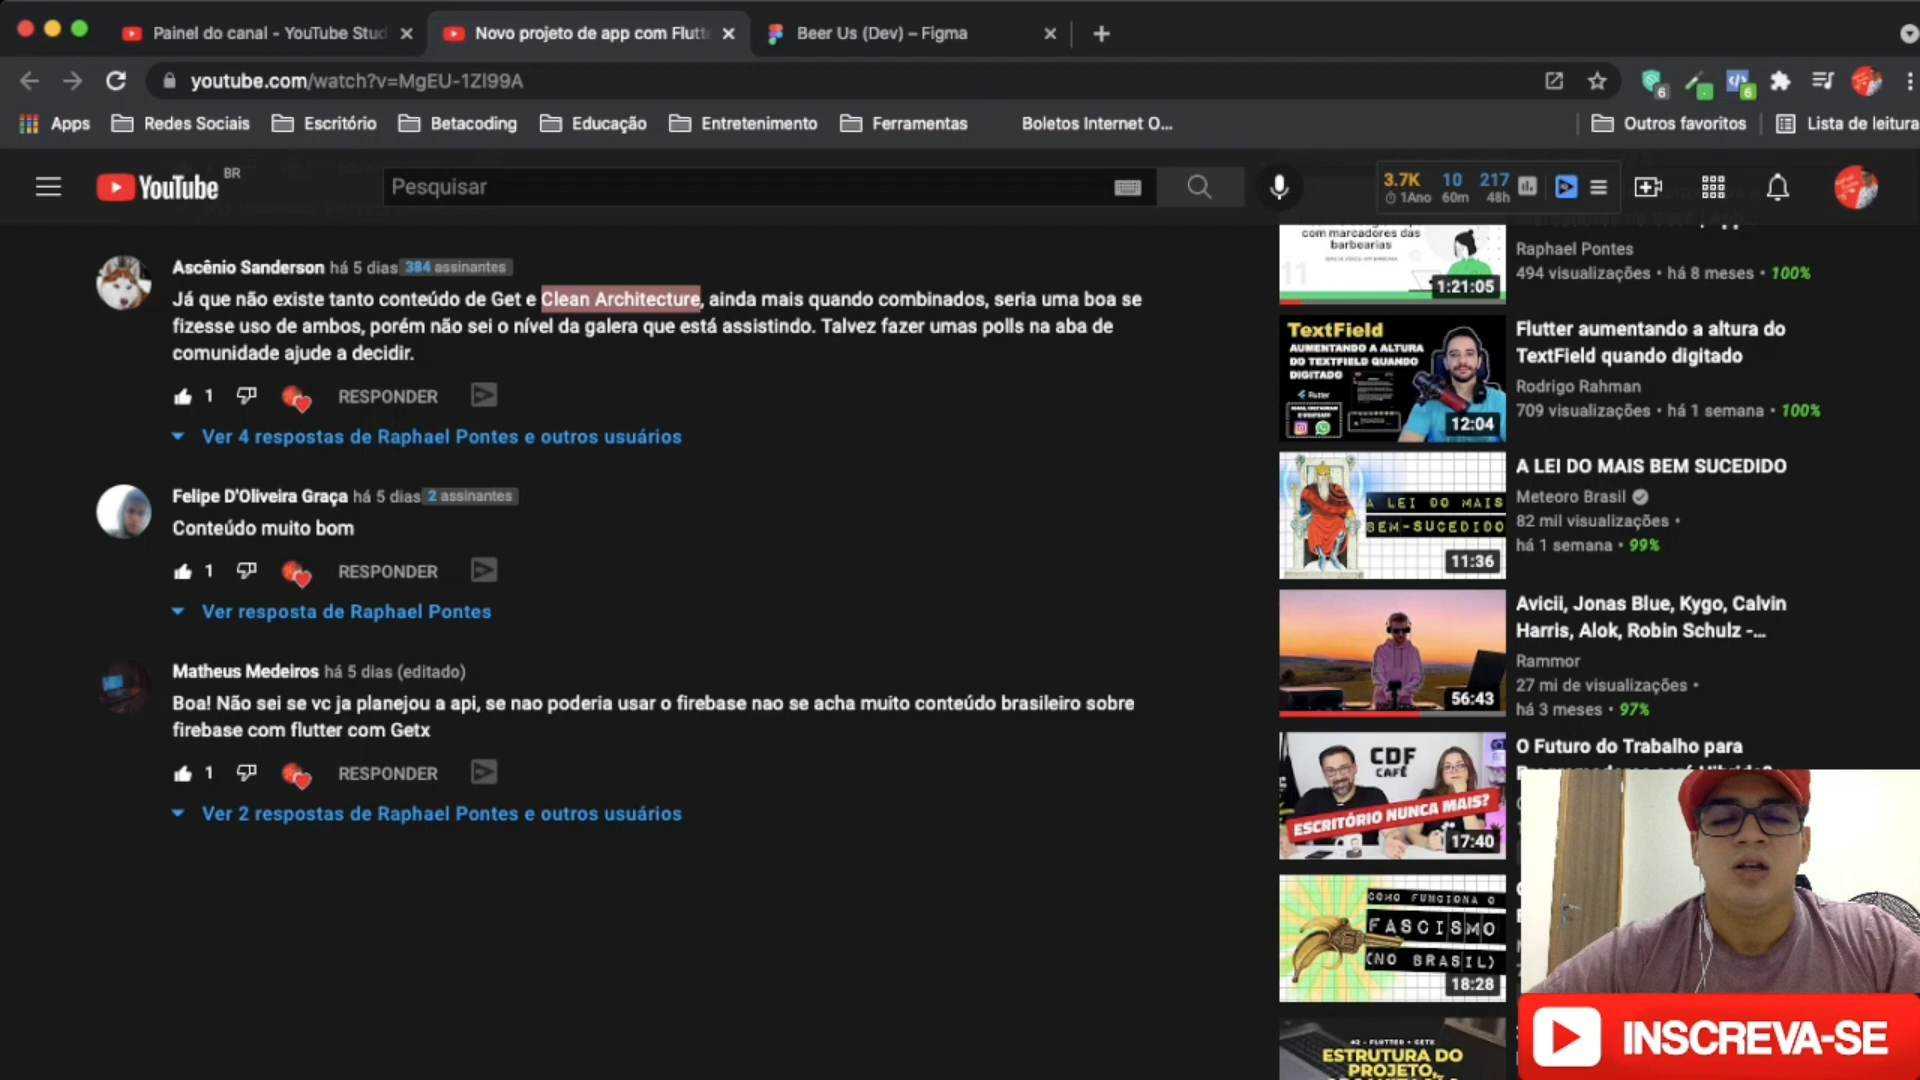 Painel do canal - YouTube Stud
Novo projeto de app com Flutt
Beer Us (Dev) – Figma
youtube.com/watch?v=MgEU-1ZI99A
6
6
Apps
Redes Sociais
Escritório
Betacoding
Educação
Entretenimento
Ferramentas
Boletos Internet O...
Outros favoritos
Lista de leitura
YouTube BR
Pesquisar
3.7K 10 217
1Ano 60m 48h
Ascênio Sanderson há 5 dias 384 assinantes
Já que não existe tanto conteúdo de Get e Clean Architecture, ainda mais quando combinados, seria uma boa se
fizesse uso de ambos, porém não sei o nível da galera que está assistindo. Talvez fazer umas polls na aba de
comunidade ajude a decidir.
1 RESPONDER
Ver 4 respostas de Raphael Pontes e outros usuários
Felipe D'Oliveira Graça há 5 dias 2 assinantes
Conteúdo muito bom
1 RESPONDER
Ver resposta de Raphael Pontes
Matheus Medeiros há 5 dias (editado)
Boa! Não sei se vc ja planejou a api, se nao poderia usar o firebase nao se acha muito conteúdo brasileiro sobre
firebase com flutter com Getx
1 RESPONDER
Ver 2 respostas de Raphael Pontes e outros usuários
com marcadores das
barbearias
11
1:21:05
Raphael Pontes
494 visualizações • há 8 meses • 100%
TextField
AUMENTANDO A ALTURA
DO TEXTFIELD QUANDO
DIGITADO
Flutter
12:04
Flutter aumentando a altura do
TextField quando digitado
Rodrigo Rahman
709 visualizações • há 1 semana • 100%
A LEI DO MAIS
BEM-SUCEDIDO
11:36
A LEI DO MAIS BEM SUCEDIDO
Meteoro Brasil
82 mil visualizações •
há 1 semana • 99%
56:43
Avicii, Jonas Blue, Kygo, Calvin
Harris, Alok, Robin Schulz -...
Rammor
27 mi de visualizações •
há 3 meses • 97%
CDF
CAFÉ
ESCRITÓRIO NUNCA MAIS?
17:40
O Futuro do Trabalho para
COMO FUNCIONA O
FASCISMO
(NO BRASIL)
18:28
#2 - FLUTTER + GETX
ESTRUTURA DO
PROJETO,
INSCREVA-SE